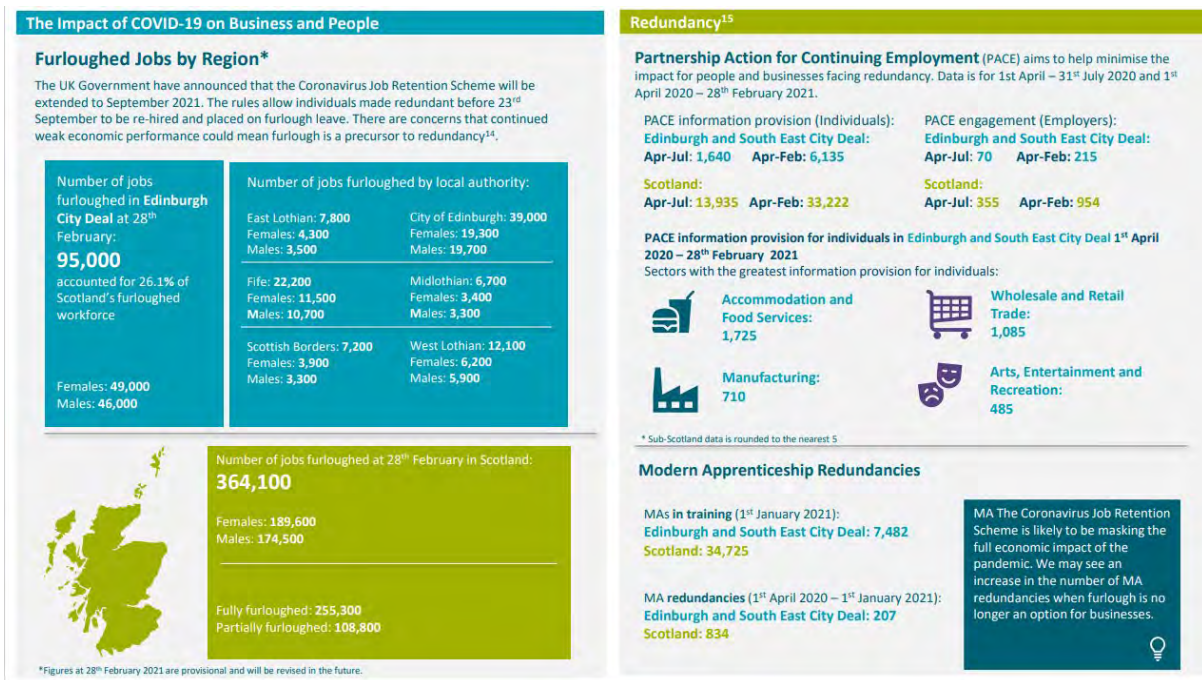 The Impact of COVID-19 on Business and People
Furloughed Jobs by Region*
The UK Government have announced that the Coronavirus Job Retention Scheme will be
extended to September 2021. The rules allow individuals made redundant before 23rd
September to be re-hired and placed on furlough leave. There are concerns that continued
weak economic performance could mean furlough is a precursor to redundancy14.
Number of jobs
furloughed in Edinburgh
City Deal at 28th
February:
95,000
accounted for 26.1% of
Scotland's furloughed
workforce
Females: 49,000
Males: 46,000
Number of jobs furloughed by local authority:
East Lothian: 7,800
Females: 4,300
Males: 3,500
City of Edinburgh: 39,000
Females: 19,300
Males: 19,700
Fife: 22,200
Females: 11,500
Males: 10,700
Midlothian: 6,700
Females: 3,400
Males: 3,300
Scottish Borders: 7,200
Females: 3,900
Males: 3,300
West Lothian: 12,100
Females: 6,200
Males: 5,900
Number of jobs furloughed at 28th February in Scotland:
364,100
Females: 189,600
Males: 174,500
Fully furloughed: 255,300
Partially furloughed: 108,800
*Figures at 28th February 2021 are provisional and will be revised in the future.
Redundancy15
Partnership Action for Continuing Employment (PACE) aims to help minimise the
impact for people and businesses facing redundancy. Data is for 1st April – 31st July 2020 and 1st
April 2020 – 28th February 2021.
PACE information provision (Individuals):
Edinburgh and South East City Deal:
Apr-Jul: 1,640 Apr-Feb: 6,135
Scotland:
Apr-Jul: 13,935 Apr-Feb: 33,222
PACE engagement (Employers):
Edinburgh and South East City Deal:
Apr-Jul: 70 Apr-Feb: 215
Scotland:
Apr-Jul: 355 Apr-Feb: 954
PACE information provision for individuals in Edinburgh and South East City Deal 1st April
2020 – 28th February 2021
Sectors with the greatest information provision for individuals:
Accommodation and
Food Services:
1,725
Wholesale and Retail
Trade:
1,085
Manufacturing:
710
Arts, Entertainment and
Recreation:
485
* Sub-Scotland data is rounded to the nearest 5
Modern Apprenticeship Redundancies
MAs in training (1st January 2021):
Edinburgh and South East City Deal: 7,482
Scotland: 34,725
MA redundancies (1st April 2020 – 1st January 2021):
Edinburgh and South East City Deal: 207
Scotland: 834
MA The Coronavirus Job Retention
Scheme is likely to be masking the
full economic impact of the
pandemic. We may see an
increase in the number of MA
redundancies when furlough is no
longer an option for businesses.